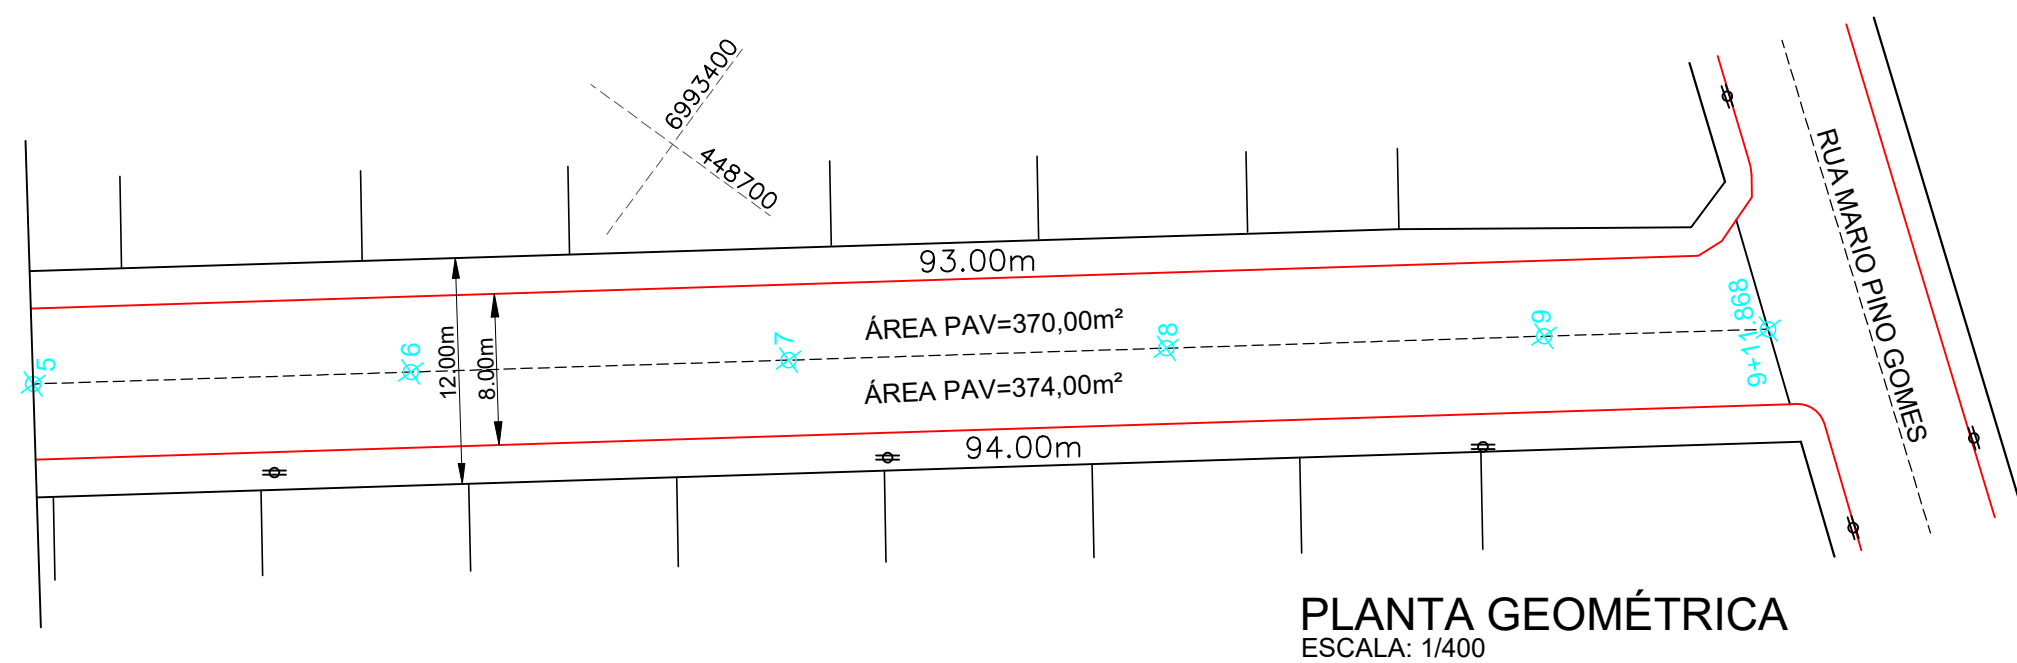 6993400
448700
RUA MARIO PINO GOMES
93.00m
ÁREA PAV=370,00m²
5
6
7
8
9
9+11.868
12.00m
8.00m
ÁREA PAV=374,00m²
94.00m
PLANTA GEOMÉTRICA
ESCALA: 1/400